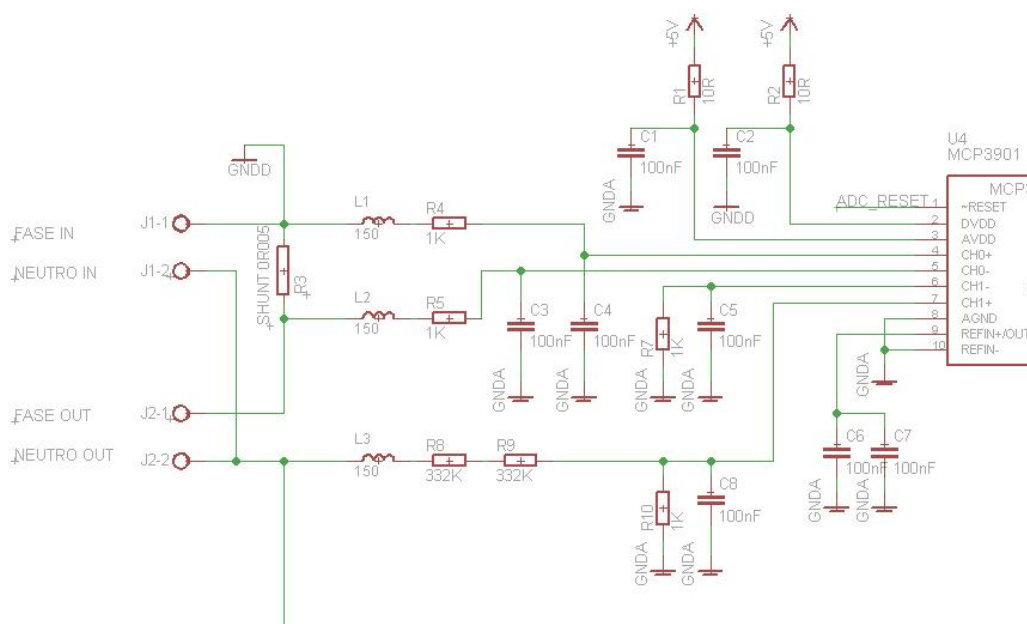 +5V
+5V
R1
10R
R2
10R
C1
100nF
C2
100nF
GNDA
GNDD
U4
MCP3901
MCP3
ADC_RESET
1
~RESET
2
DVDD
3
AVDD
4
CH0+
5
CH0-
6
CH1-
7
CH1+
8
AGND
9
REFIN+/OUT
10
REFIN-
GNDD
J1-1
FASE IN
L1
150
R4
1K
NEUTRO IN
J1-2
SHUNT 0R005
R3
L2
150
R5
1K
C3
100nF
C4
100nF
R7
1K
C5
100nF
GNDA
GNDA
GNDA
GNDA
GNDA
FASE OUT
J2-1
NEUTRO OUT
J2-2
L3
150
R8
332K
R9
332K
C6
100nF
C7
100nF
GNDA
GNDA
R10
1K
C8
100nF
GNDA
GNDA